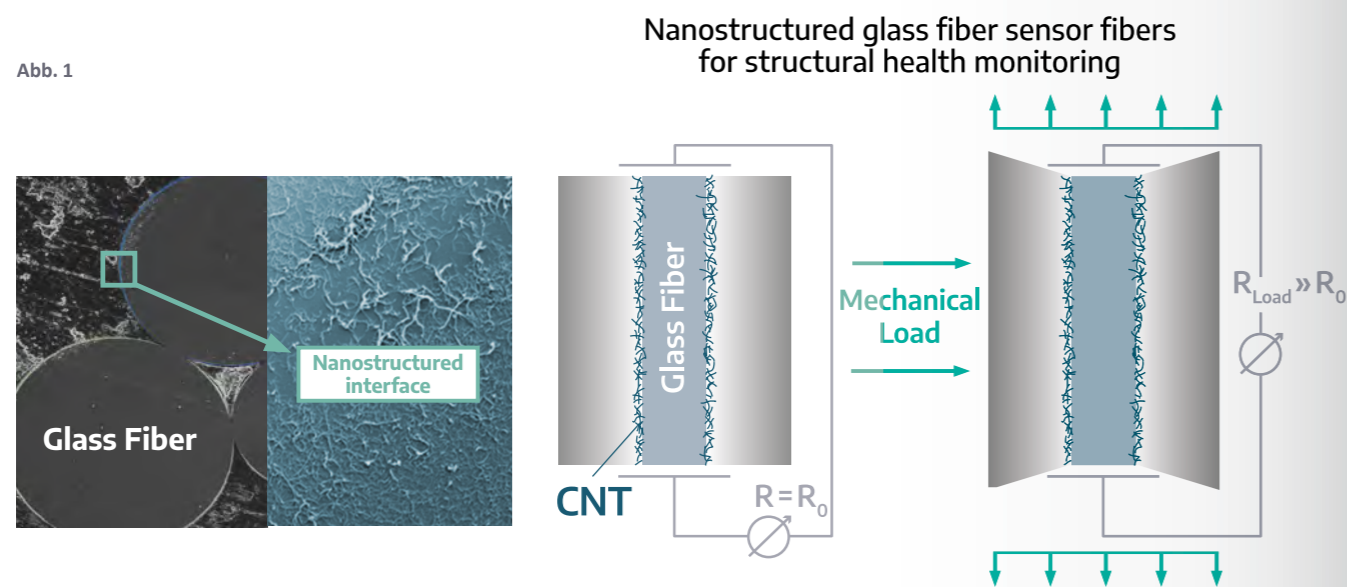 Nanostructured glass fiber sensor fibers
for structural health monitoring
Abb. 1
Nanostructured
interface
Glass Fiber
Glass Fiber
CNT
R = R₀
Mechanical
Load
R_Load » R₀